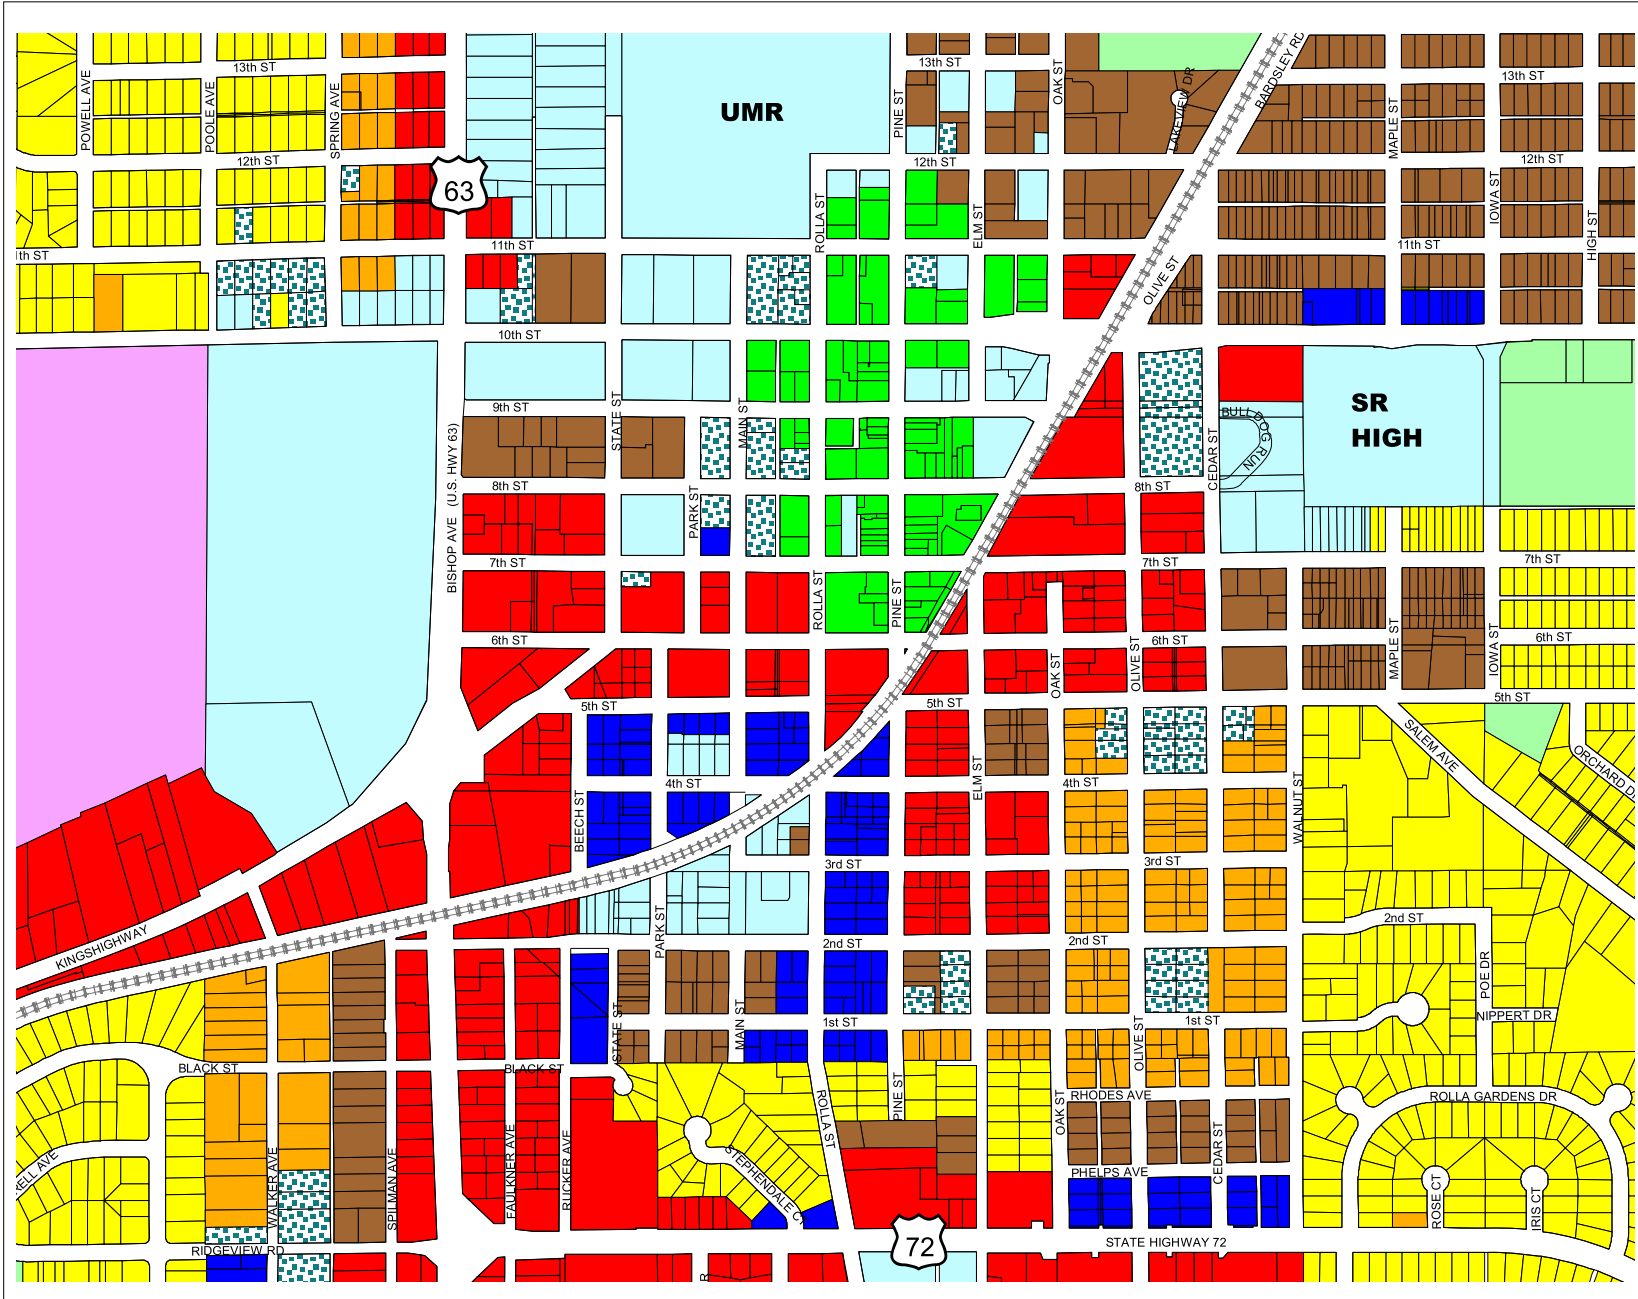 13th ST
13th ST
13th ST
POWELL AVE
POOLE AVE
SPRING AVE
UMR
PINE ST
OAK ST
LAKEVIEW DR
BARDSLEY RD
MAPLE ST
12th ST
12th ST
12th ST
63
ROLLA ST
ELM ST
IOWA ST
HIGH ST
11th ST
11th ST
OLIVE ST
10th ST
9th ST
STATE ST
MAIN ST
BISHOP AVE (U.S. HWY 63)
BULLDOG RUN
SR
HIGH
CEDAR ST
8th ST
8th ST
PARK ST
7th ST
7th ST
7th ST
ROLLA ST
PINE ST
6th ST
6th ST
6th ST
OAK ST
OLIVE ST
MAPLE ST
IOWA ST
5th ST
5th ST
5th ST
SALEM AVE
ORCHARD D
4th ST
4th ST
BEECH ST
ELM ST
WALNUT ST
3rd ST
3rd ST
KINGSHIGHWAY
PARK ST
2nd ST
2nd ST
2nd ST
POE DR
STATE ST
MAIN ST
1st ST
1st ST
NIPPERT DR
OLIVE ST
BLACK ST
BLACK ST
ROLLA ST
PINE ST
OAK ST
RHODES AVE
ROLLA GARDENS DR
RELL AVE
WALKER AVE
SPILMAN AVE
FAULKNER AVE
RUCKER AVE
STEPHENDALE CT
CEDAR ST
PHELPS AVE
ROSE CT
IRIS CT
RIDGEVIEW RD
72
STATE HIGHWAY 72